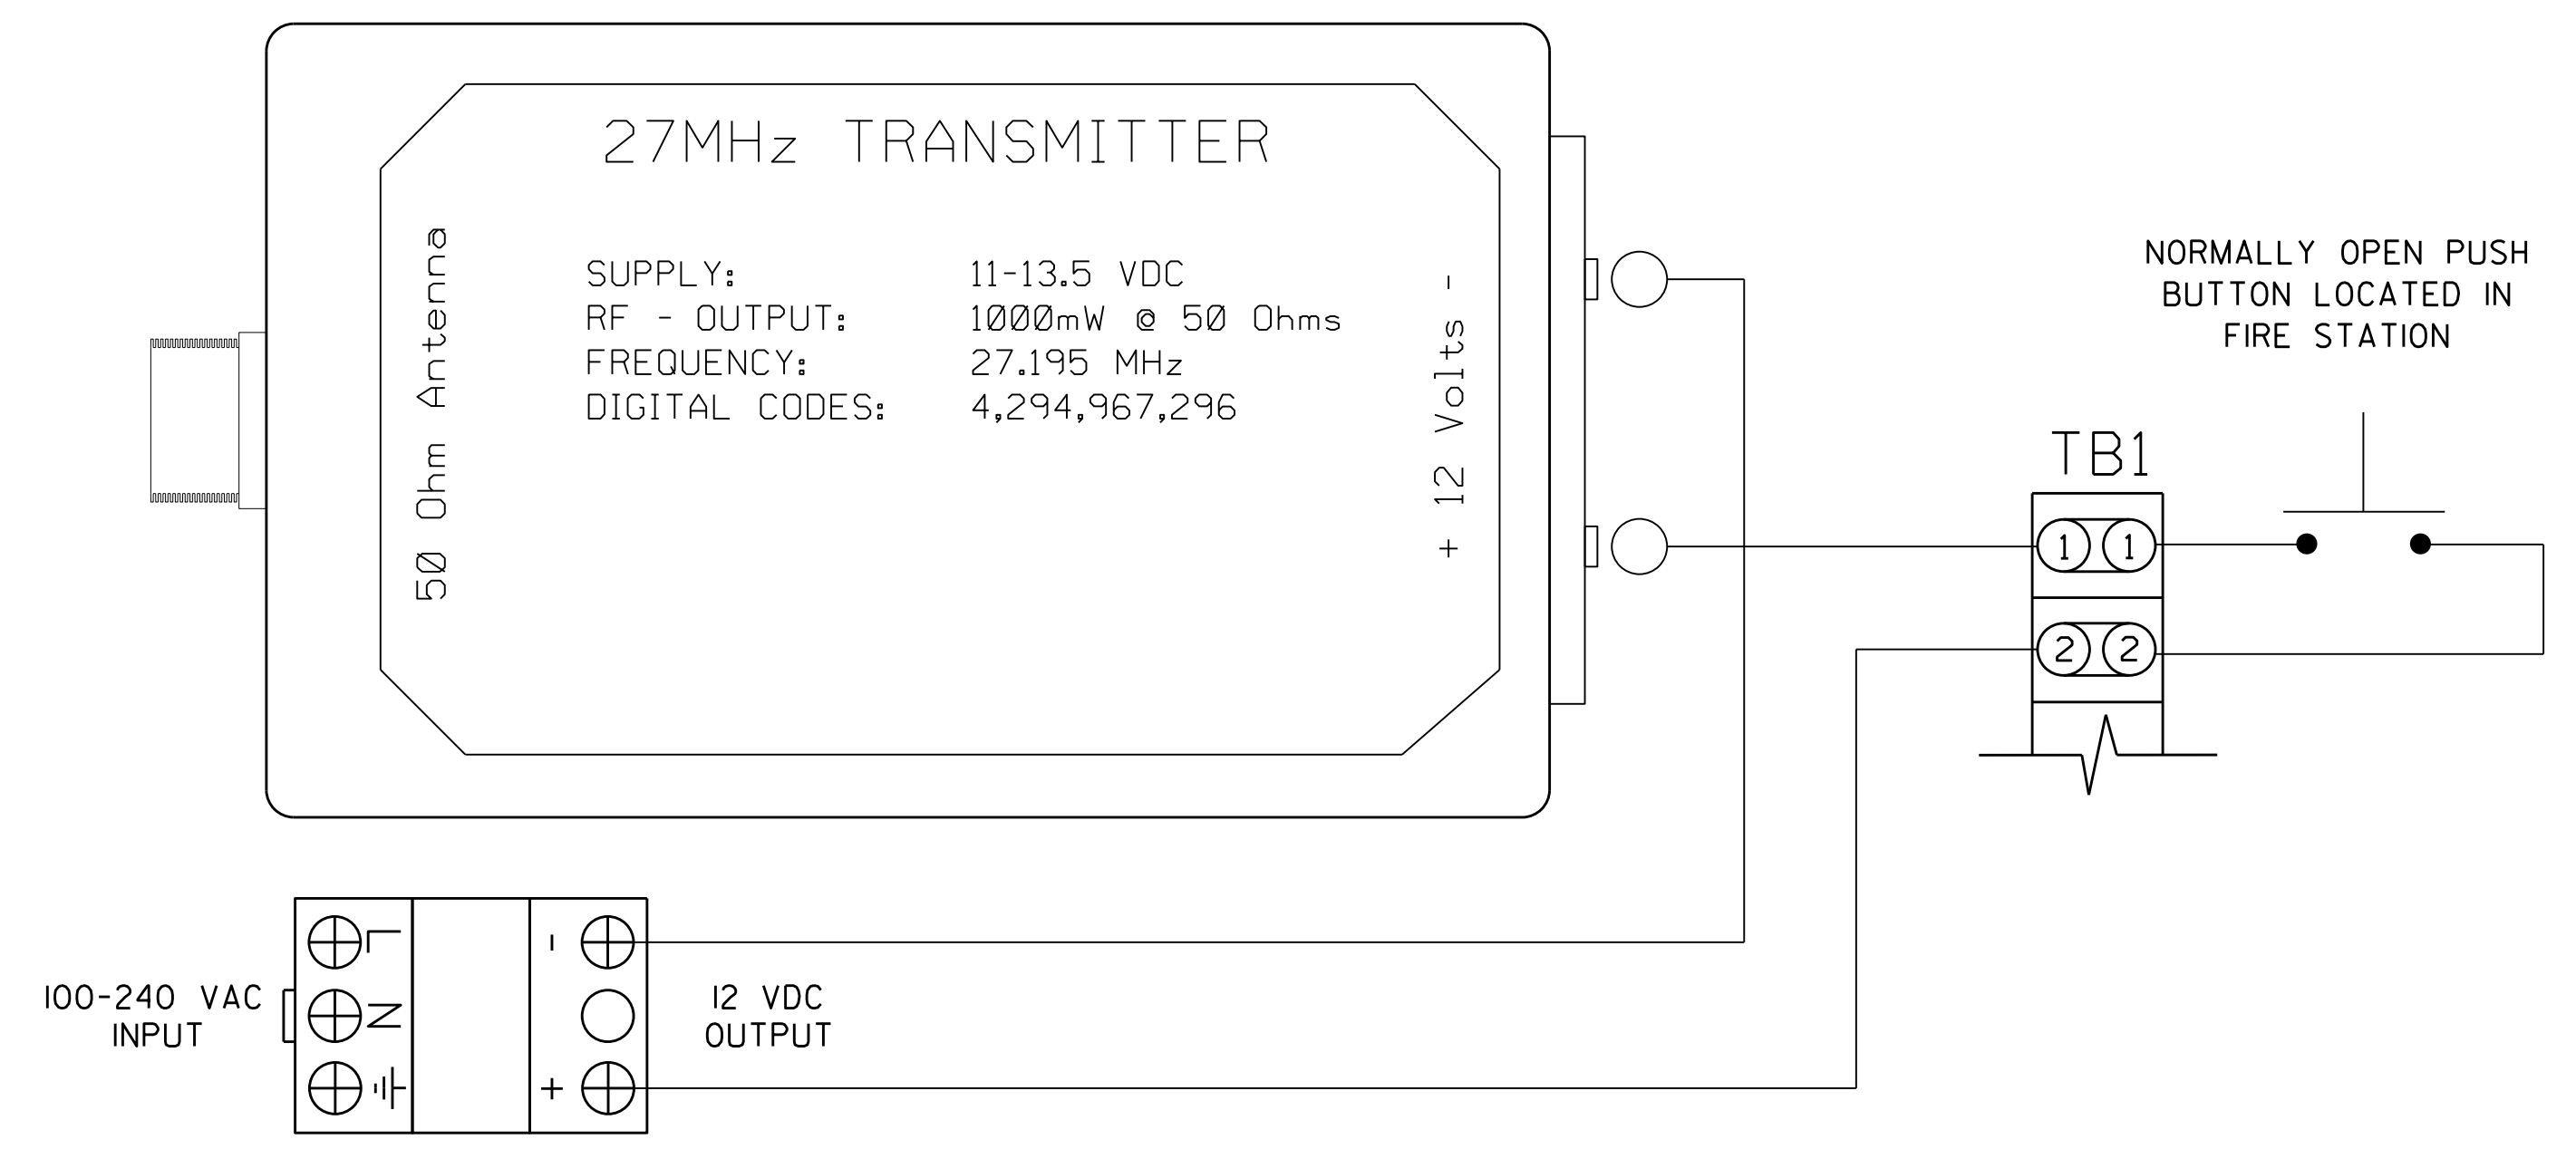 27MHz TRANSMITTER
SUPPLY: 11-13.5 VDC
RF - OUTPUT: 1000mW @ 50 Ohms
FREQUENCY: 27.195 MHz
DIGITAL CODES: 4,294,967,296
50 Ohm Antenna
+ 12 Volts -
NORMALLY OPEN PUSH
BUTTON LOCATED IN
FIRE STATION
TB1
1 1
2 2
L
N
-
+
100-240 VAC
INPUT
12 VDC
OUTPUT